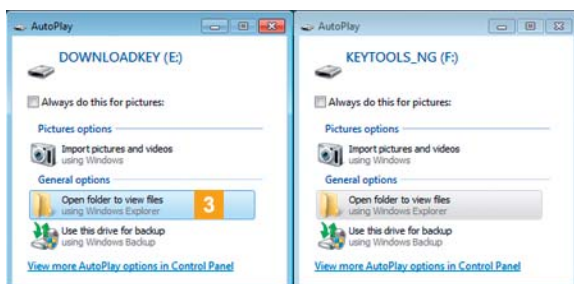 AutoPlay
DOWNLOADKEY (E:)
Always do this for pictures:
Pictures options
Import pictures and videos
using Windows
General options
Open folder to view files
using Windows Explorer
3
Use this drive for backup
using Windows Backup
View more AutoPlay options in Control Panel
AutoPlay
KEYTOOLS_NG (F:)
Always do this for pictures:
Pictures options
Import pictures and videos
using Windows
General options
Open folder to view files
using Windows Explorer
Use this drive for backup
using Windows Backup
View more AutoPlay options in Control Panel